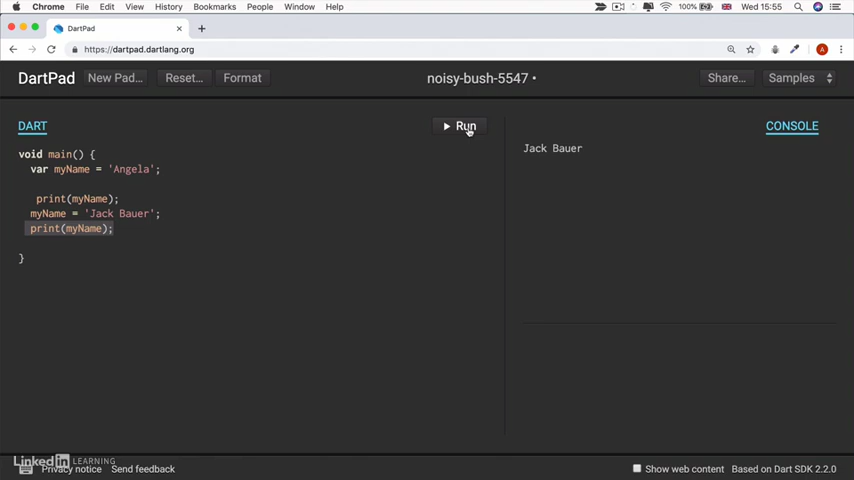 Chrome File Edit View History Bookmarks People Window Help 100% Wed 15:55
DartPad
https://dartpad.dartlang.org
A
DartPad New Pad... Reset... Format noisy-bush-5547 • Share... Samples
DART Run CONSOLE
void main() { Jack Bauer
var myName = 'Angela';
print(myName);
myName = 'Jack Bauer';
print(myName);
}
LinkedIn LEARNING
Privacy notice Send feedback Show web content Based on Dart SDK 2.2.0